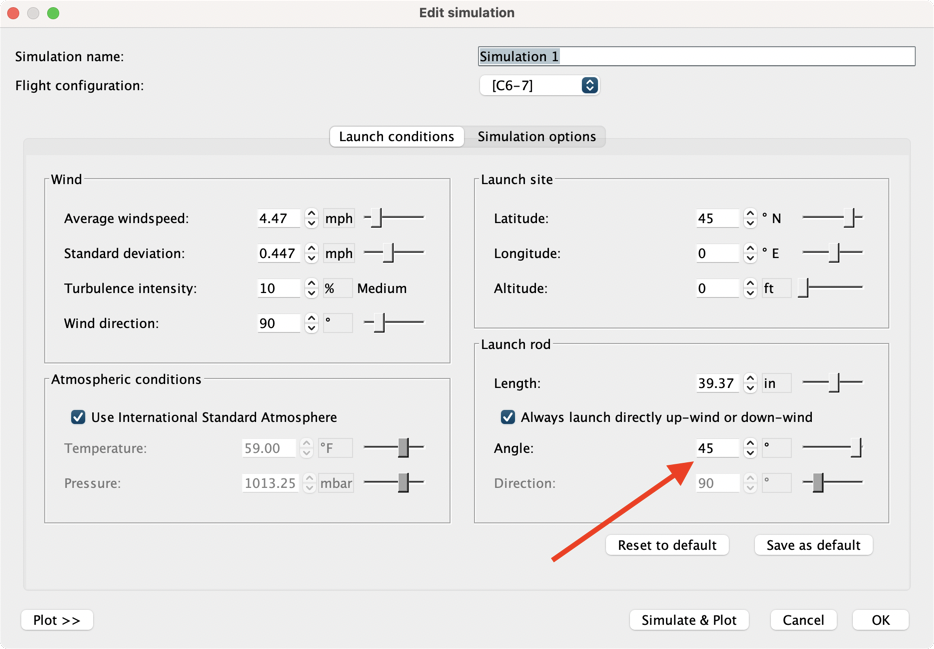 Edit simulation
Simulation name: Simulation 1
Flight configuration: [C6-7]
Launch conditions Simulation options
Wind
Average windspeed: 4.47 mph
Standard deviation: 0.447 mph
Turbulence intensity: 10 % Medium
Wind direction: 90 °
Atmospheric conditions
Use International Standard Atmosphere
Temperature: 59.00 °F
Pressure: 1013.25 mbar
Launch site
Latitude: 45 ° N
Longitude: 0 ° E
Altitude: 0 ft
Launch rod
Length: 39.37 in
Always launch directly up-wind or down-wind
Angle: 45 °
Direction: 90 °
Reset to default Save as default
Plot >> Simulate & Plot Cancel OK